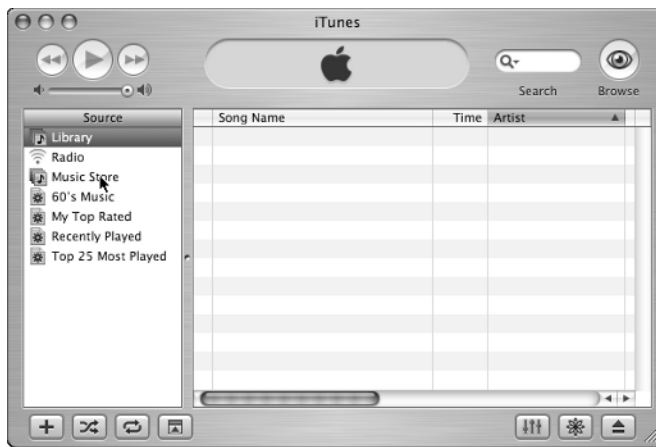 iTunes
Search
Browse
Source
Song Name Time Artist
Library
Radio
Music Store
60's Music
My Top Rated
Recently Played
Top 25 Most Played